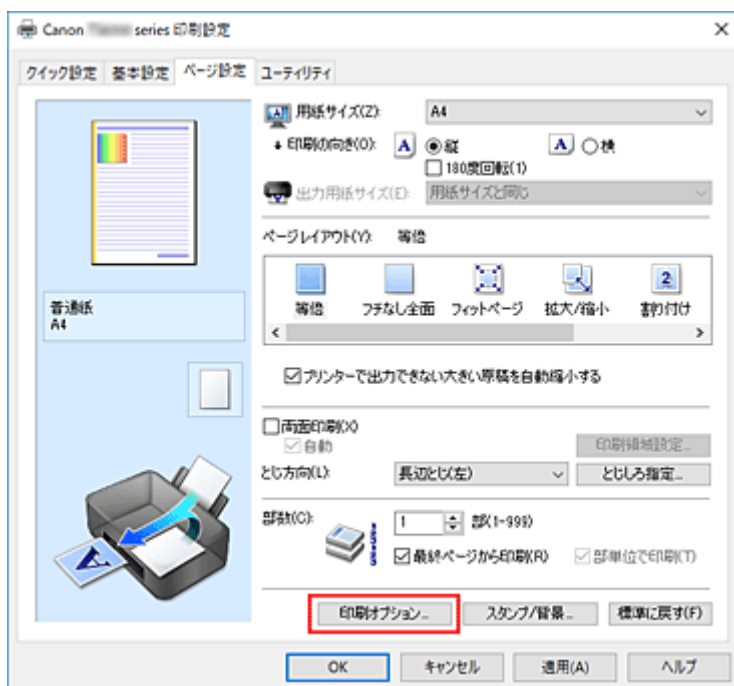 Canon series 印刷設定
クイック設定 基本設定 ページ設定 ユーティリティ
用紙サイズ(Z): A4
印刷の向き(O): A 縦 A 横
180度回転(1)
出力用紙サイズ(E): 用紙サイズと同じ
ページレイアウト(Y): 等倍
等倍 フチなし全面 フィットページ 拡大/縮小 割り付け
普通紙
A4
プリンターで出力できない大きい原稿を自動縮小する
両面印刷(X)
自動
印刷領域設定...
とじ方向(L): 長辺とじ(左) とじしろ指定...
部数(C): 1 部(1-999)
最終ページから印刷(R) 部単位で印刷(T)
印刷オプション... スタンプ/背景... 標準に戻す(F)
OK キャンセル 適用(A) ヘルプ